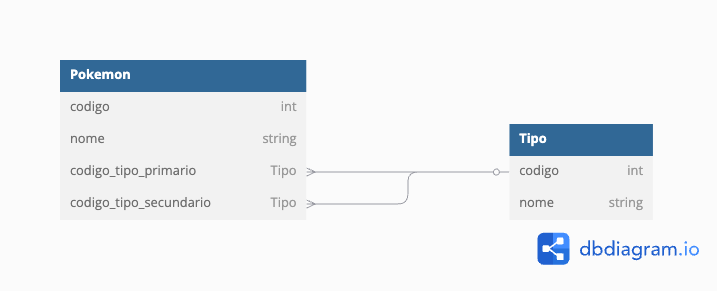 Pokemon
codigo int
nome string
codigo_tipo_primario Tipo
codigo_tipo_secundario Tipo
Tipo
codigo int
nome string
dbdiagram.io